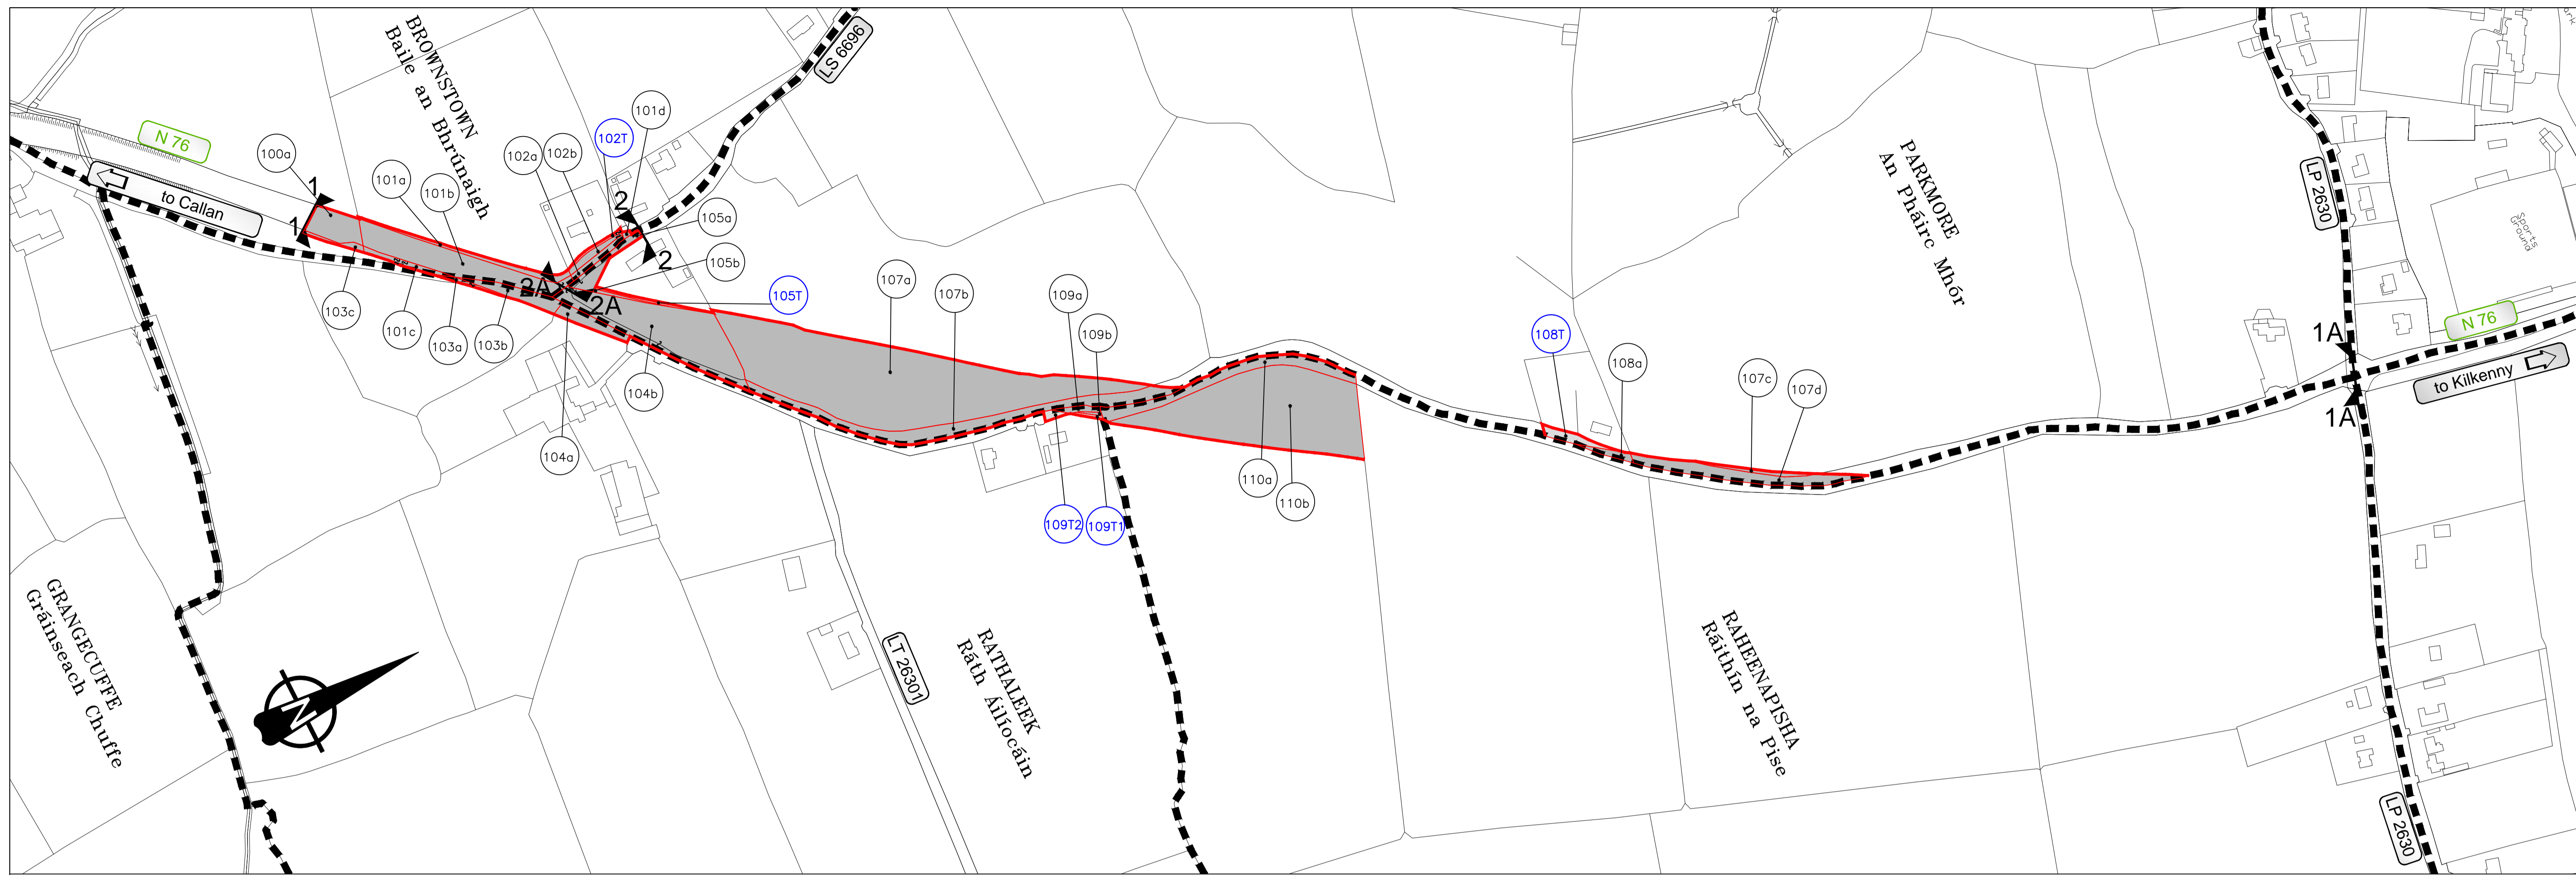 BROWNSTOWN
Baile an Bhrúnaigh
LS 6696
N 76
to Callan
100a
1
1
101a
101b
102a
102b
102T
101d
2
105a
2
105b
2A
2A
105T
103c
101c
103a
103b
104a
104b
107a
107b
109a
109b
109T2
109T1
110a
110b
108T
108a
107c
107d
PARKMORE
An Pháirc Mhór
LP 2630
Sports
Ground
1A
1A
N 76
to Kilkenny
GRANGECUFFE
Gráinseach Chuffe
N
LT 26301
RATHALEEK
Ráth Áilócáin
RAHEENAPISHA
Ráithín na Pise
LP 2630